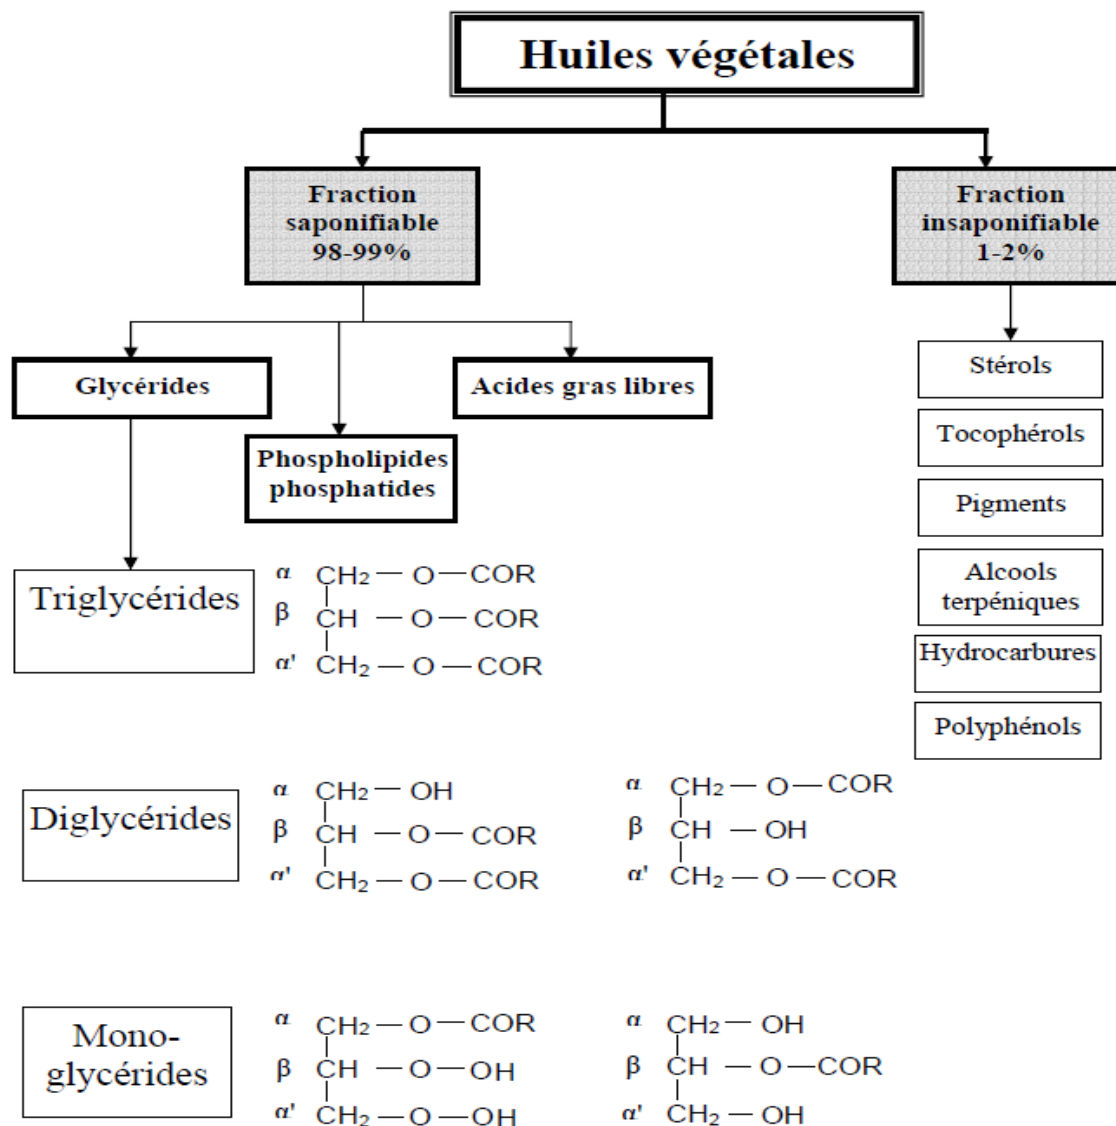 Huiles végétales
Fraction
saponifiable
98-99%
Fraction
insaponifiable
1-2%
Glycérides
Acides gras libres
Phospholipides
phosphatides
Stérols
Tocophérols
Pigments
Alcools
terpéniques
Hydrocarbures
Polyphénols
Triglycérides
α CH₂ — O — COR
β CH — O — COR
α' CH₂ — O — COR
Diglycérides
α CH₂ — OH
β CH — O — COR
α' CH₂ — O — COR
α CH₂ — O — COR
β CH — OH
α' CH₂ — O — COR
Mono-
glycérides
α CH₂ — O — COR
β CH — O — OH
α' CH₂ — O — OH
α CH₂ — OH
β CH — O — COR
α' CH₂ — OH